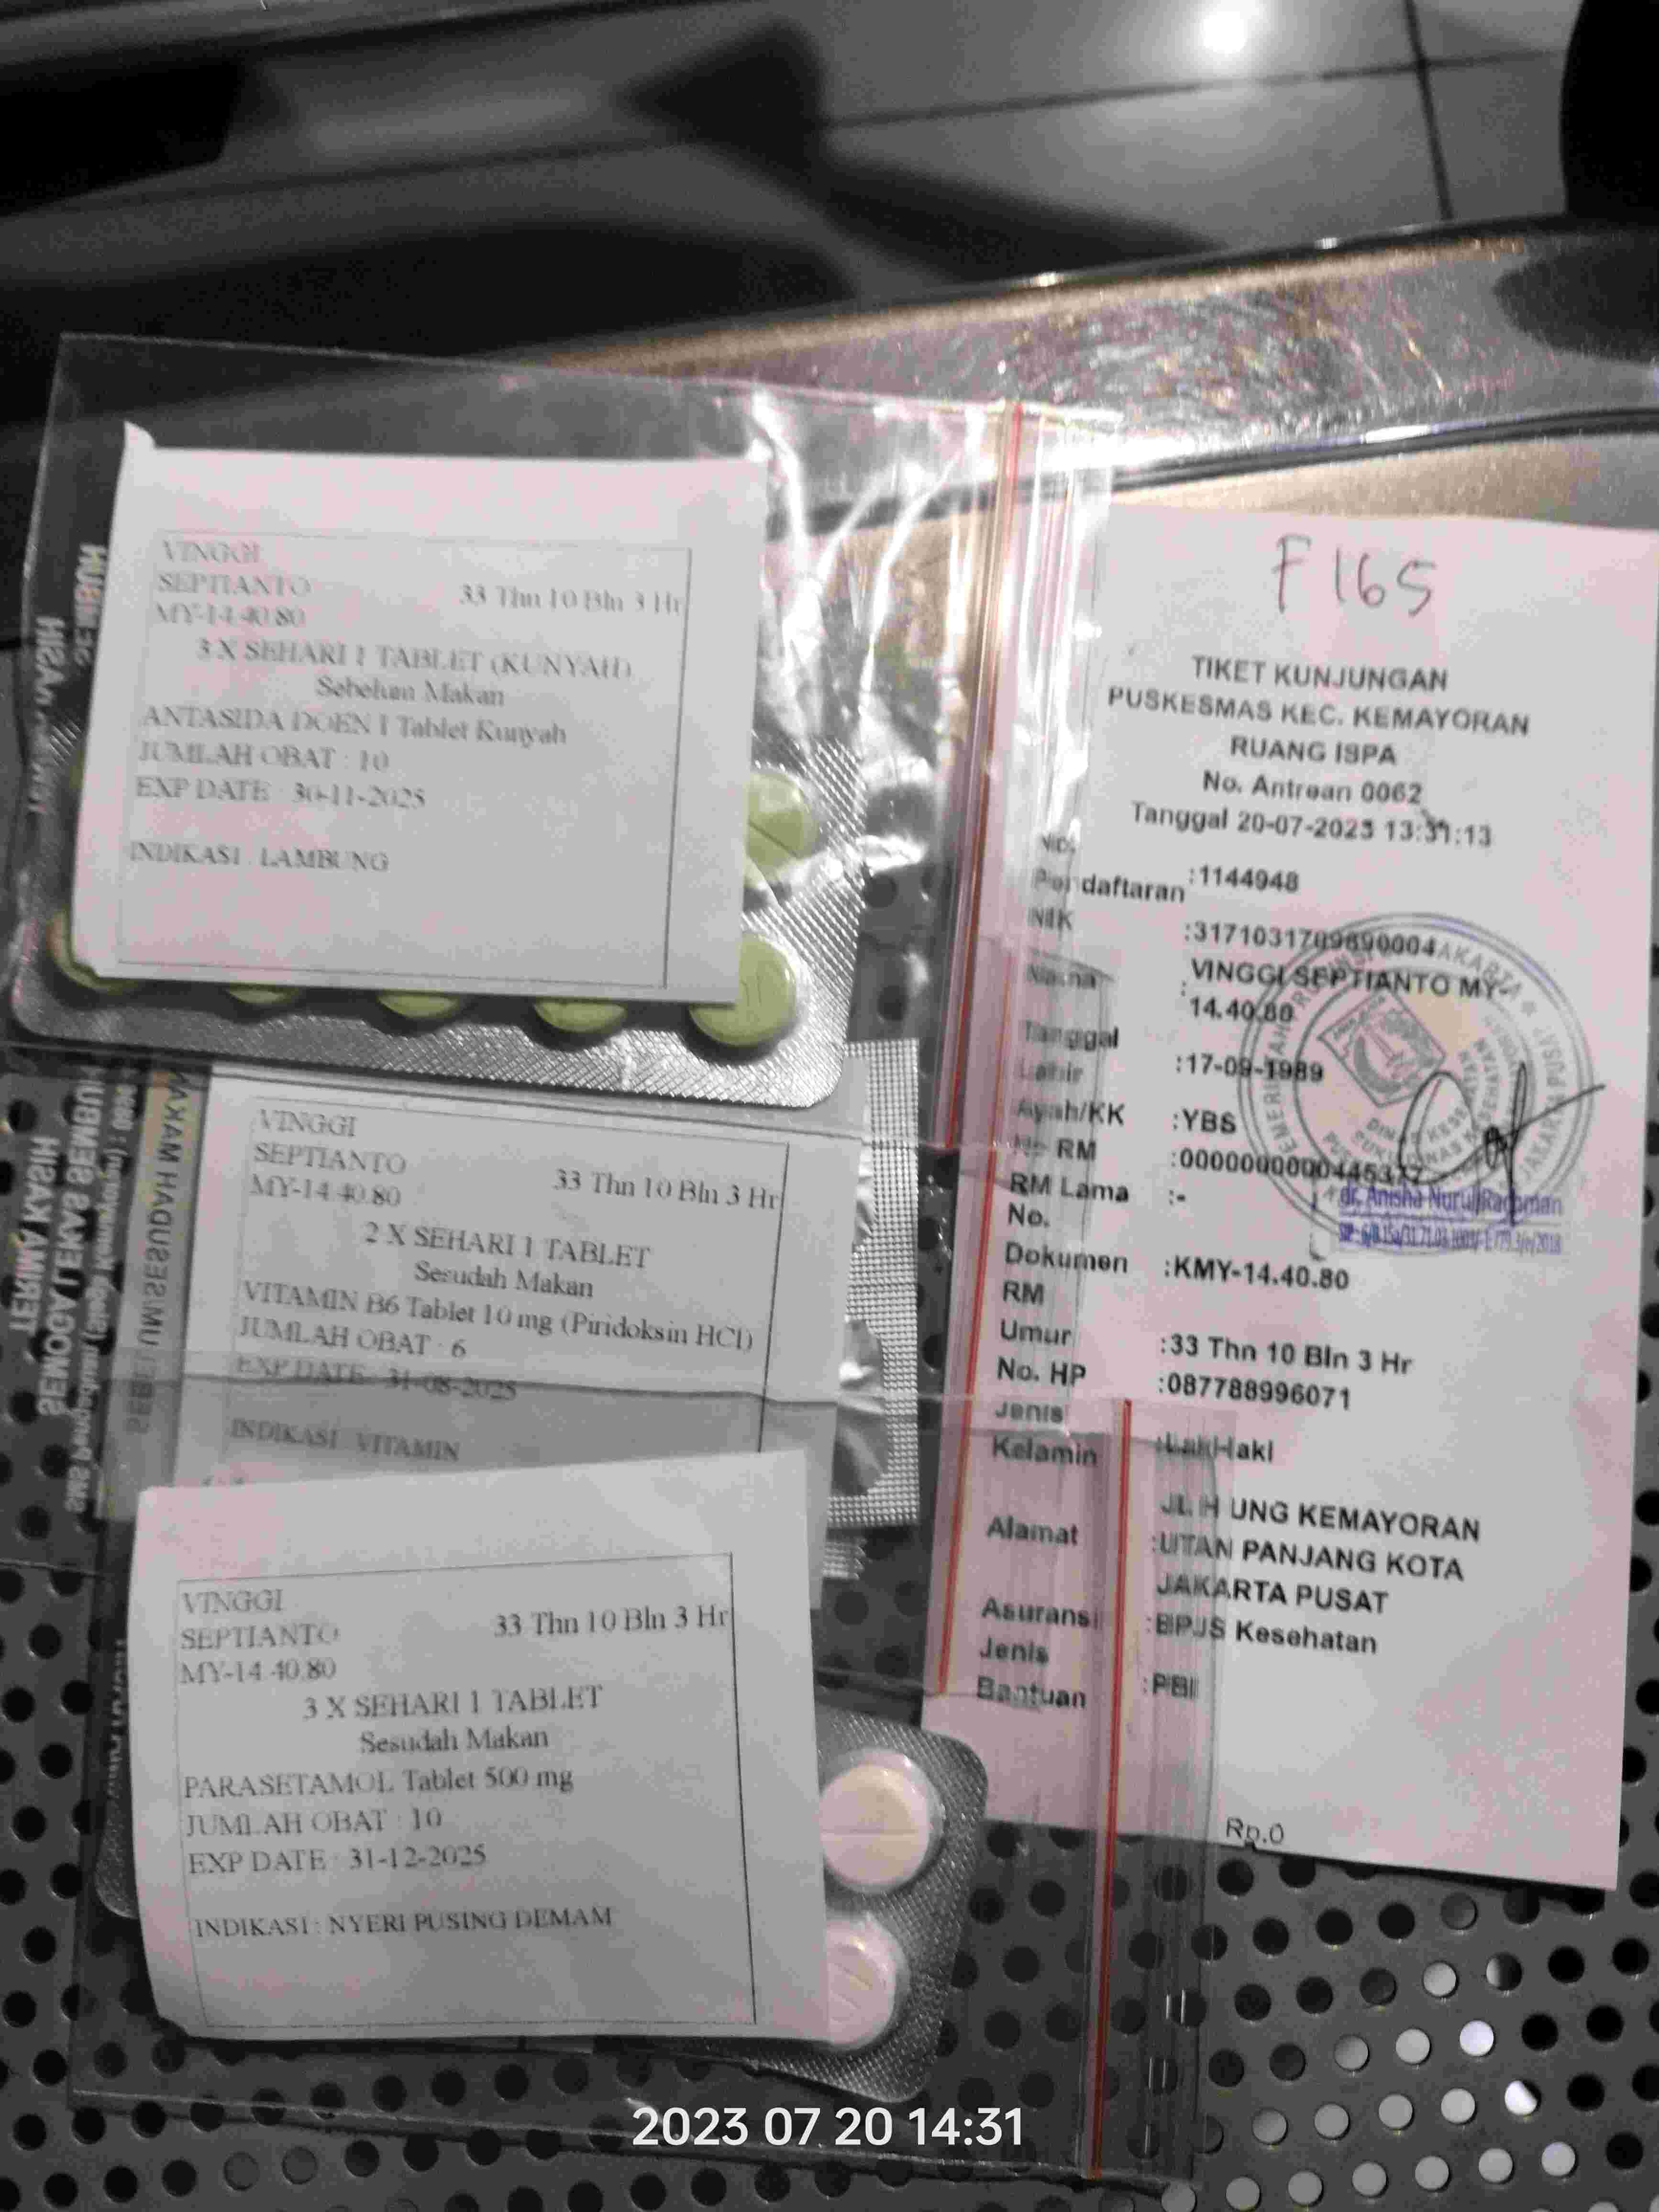 VINGGI
SEPTIANTO
MY-14.40.80
33 Thn 10 Bln 3 Hr
3 X SEHARI 1 TABLET (KUNYAH)
Sebelum Makan
ANTASIDA DOEN I Tablet Kunyah
JUMLAH OBAT : 10
EXP DATE : 30-11-2025
INDIKASI : LAMBUNG
VINGGI
SEPTIANTO
MY-14.40.80
33 Thn 10 Bln 3 Hr
2 X SEHARI 1 TABLET
Sesudah Makan
VITAMIN B6 Tablet 10 mg (Piridoksin HCl)
JUMLAH OBAT : 6
EXP DATE : 31-08-2025
INDIKASI : VITAMIN
VINGGI
SEPTIANTO
MY-14.40.80
33 Thn 10 Bln 3 Hr
3 X SEHARI 1 TABLET
Sesudah Makan
PARASETAMOL Tablet 500 mg
JUMLAH OBAT : 10
EXP DATE : 31-12-2025
INDIKASI : NYERI PUSING DEMAM
F 165
TIKET KUNJUNGAN
PUSKESMAS KEC. KEMAYORAN
RUANG ISPA
No. Antrean 0062
Tanggal 20-07-2023 13:31:13
No. Pendaftaran :1144948
NIK :3171031709890004
Nama : VINGGI SEPTIANTO MY-
14.40.80
Tanggal Lahir :17-09-1989
Ayah/KK :YBS
No RM :0000000000445377
RM Lama :-
No. Dokumen RM :KMY-14.40.80
Umur :33 Thn 10 Bln 3 Hr
No. HP :087788996071
Jenis Kelamin :Laki-laki
Alamat : JL H UNG KEMAYORAN
UTAN PANJANG KOTA
JAKARTA PUSAT
Asuransi :BPJS Kesehatan
Jenis Bantuan :PBI
Rp.0
dr. Anisha Nurul Rachman
SEMOGA LEKAS SEMBUH
TERIMA KASIH
2023 07 20 14:31